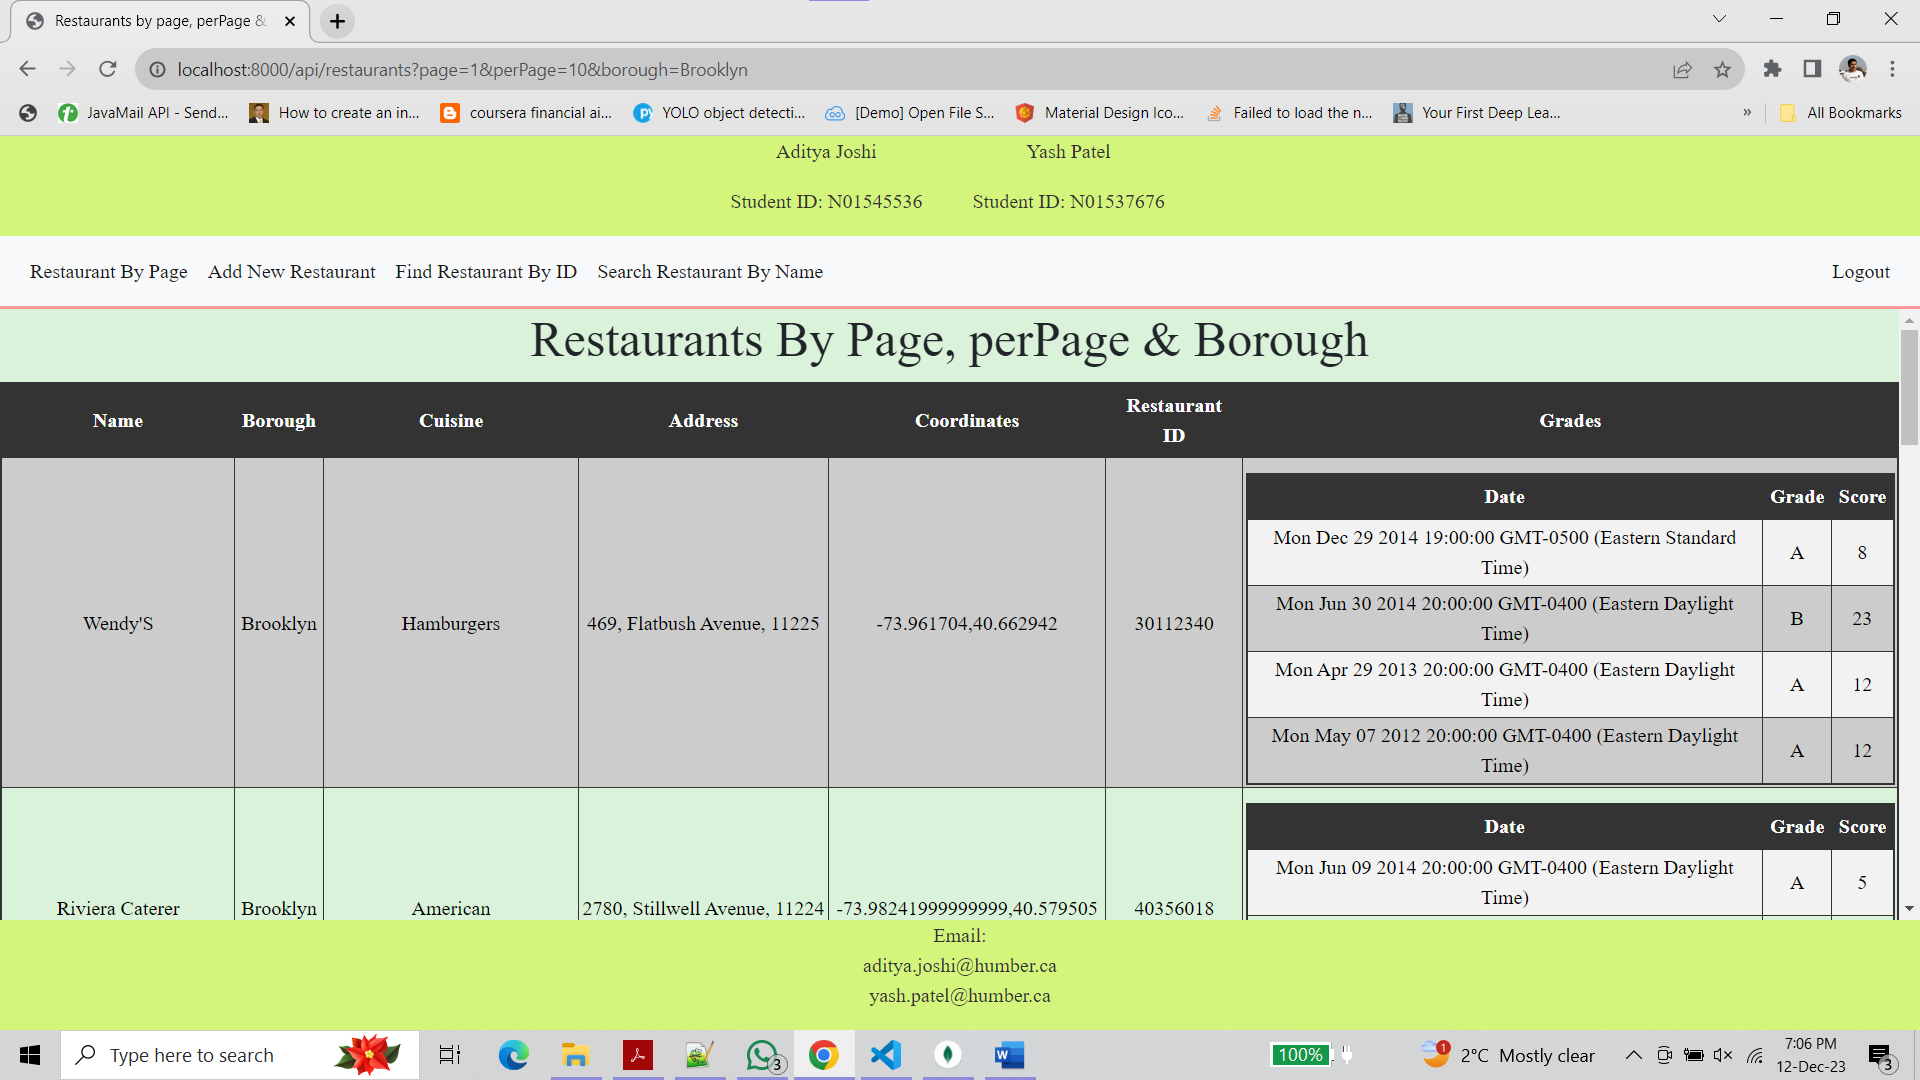 Restaurants by page, perPage &
localhost:8000/api/restaurants?page=1&perPage=10&borough=Brooklyn
JavaMail API - Send... How to create an in... coursera financial ai... YOLO object detecti... [Demo] Open File S... Material Design Ico... Failed to load the n... Your First Deep Lea... » All Bookmarks
Aditya Joshi Yash Patel
Student ID: N01545536 Student ID: N01537676
Restaurant By Page Add New Restaurant Find Restaurant By ID Search Restaurant By Name Logout
Restaurants By Page, perPage & Borough
Name Borough Cuisine Address Coordinates Restaurant ID Grades
Date Grade Score
Mon Dec 29 2014 19:00:00 GMT-0500 (Eastern Standard
Time) A 8
Mon Jun 30 2014 20:00:00 GMT-0400 (Eastern Daylight
Time) B 23
Wendy'S Brooklyn Hamburgers 469, Flatbush Avenue, 11225 -73.961704,40.662942 30112340
Mon Apr 29 2013 20:00:00 GMT-0400 (Eastern Daylight
Time) A 12
Mon May 07 2012 20:00:00 GMT-0400 (Eastern Daylight
Time) A 12
Date Grade Score
Mon Jun 09 2014 20:00:00 GMT-0400 (Eastern Daylight
Time) A 5
Riviera Caterer Brooklyn American 2780, Stillwell Avenue, 11224 -73.98241999999999,40.579505 40356018
Email:
aditya.joshi@humber.ca
yash.patel@humber.ca
Type here to search 3 100% 1 2°C Mostly clear 7:06 PM
12-Dec-23 3